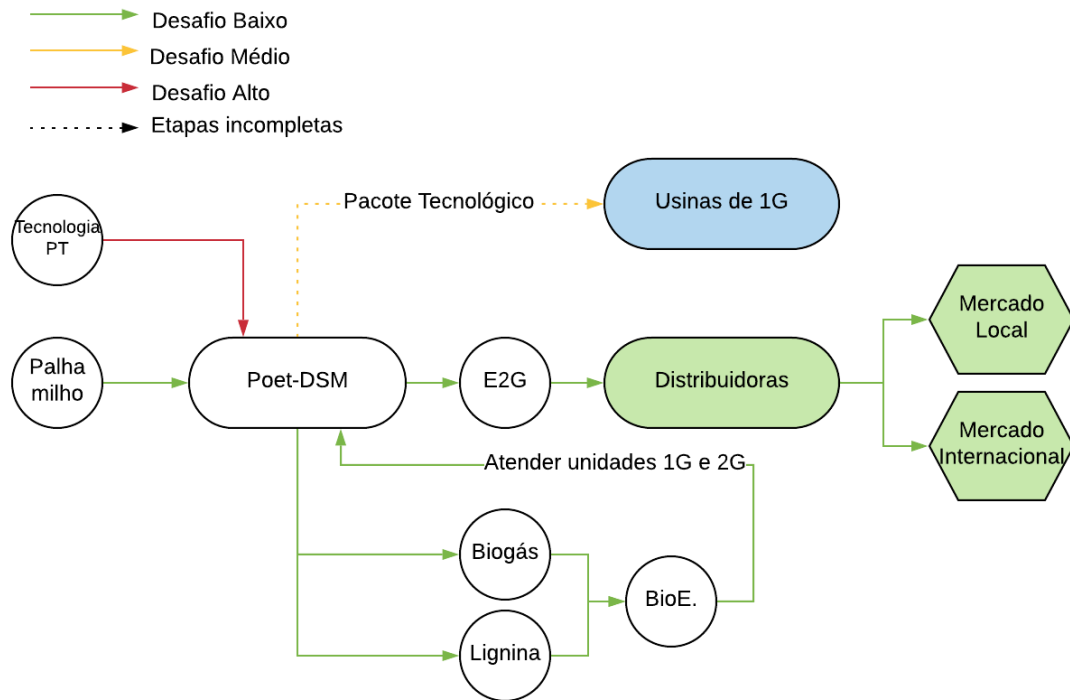 Desafio Baixo
Desafio Médio
Desafio Alto
Etapas incompletas
Pacote Tecnológico
Usinas de 1G
Tecnologia
PT
Mercado
Local
Palha
milho
Poet-DSM
E2G
Distribuidoras
Mercado
Internacional
Atender unidades 1G e 2G
Biogás
BioE.
Lignina